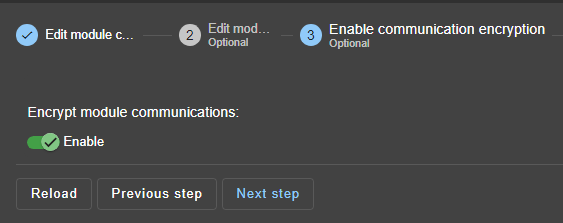 Edit module c...
2
Edit mod...
Optional
3
Enable communication encryption
Optional
Encrypt module communications:
Enable
Reload
Previous step
Next step